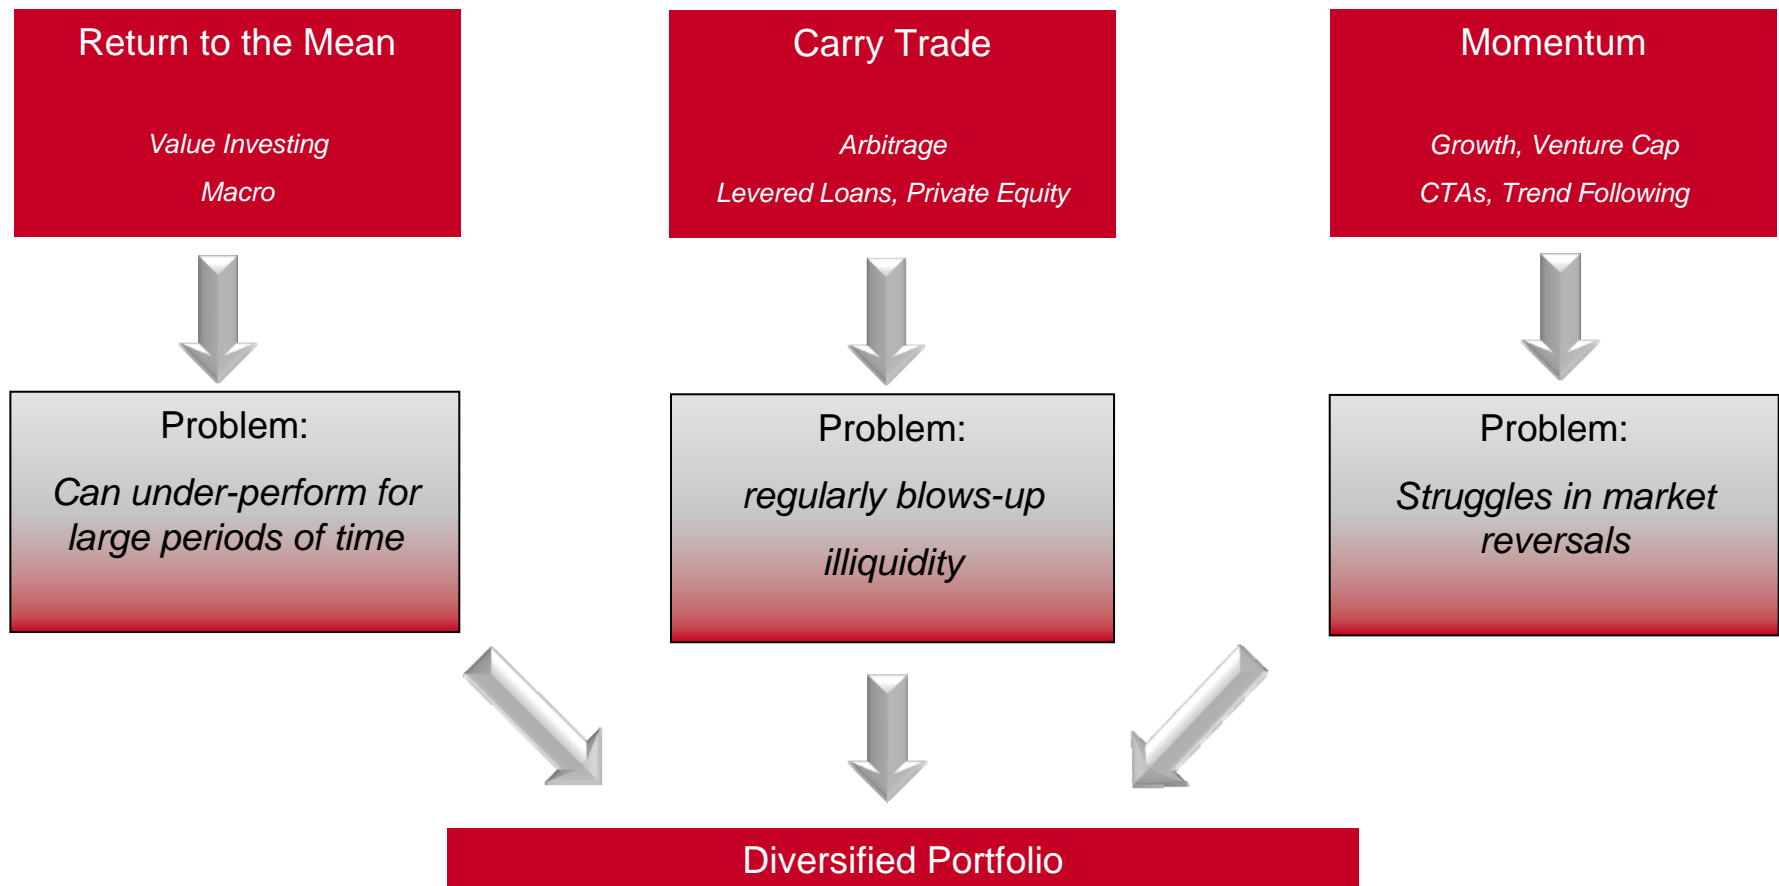 Return to the Mean
Value Investing
Macro
Carry Trade
Arbitrage
Levered Loans, Private Equity
Momentum
Growth, Venture Cap
CTAs, Trend Following
Problem:
Can under-perform for
large periods of time
Problem:
regularly blows-up
illiquidity
Problem:
Struggles in market
reversals
Diversified Portfolio